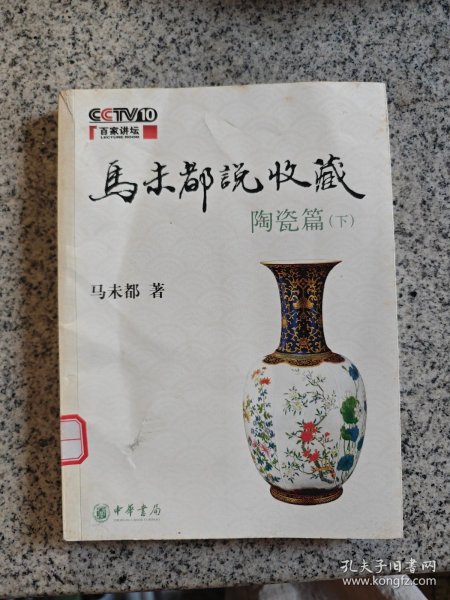 CCTV10
百家讲坛
LECTURE ROOM
馬未都説收藏
陶瓷篇(下)
马未都 著
中華書局
孔夫子旧书网
www.kongfz.com